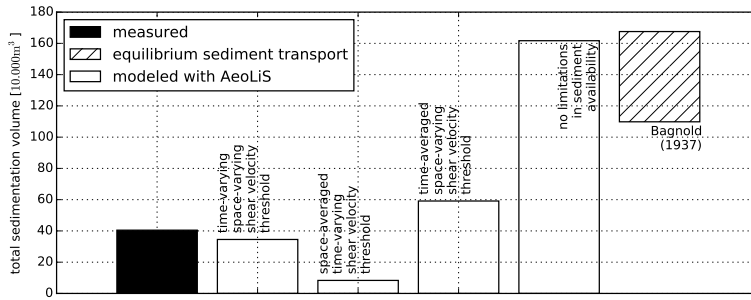 total sedimentation volume [10.000m³ ]
180
160
140
120
100
80
60
40
20
0
measured
equilibrium sediment transport
modeled with AeoLiS
time-varying
space-varying
shear velocity
threshold
space-averaged
time-varying
shear velocity
threshold
time-averaged
space-varying
shear velocity
threshold
no limitations
in sediment
availability
Bagnold
(1937)